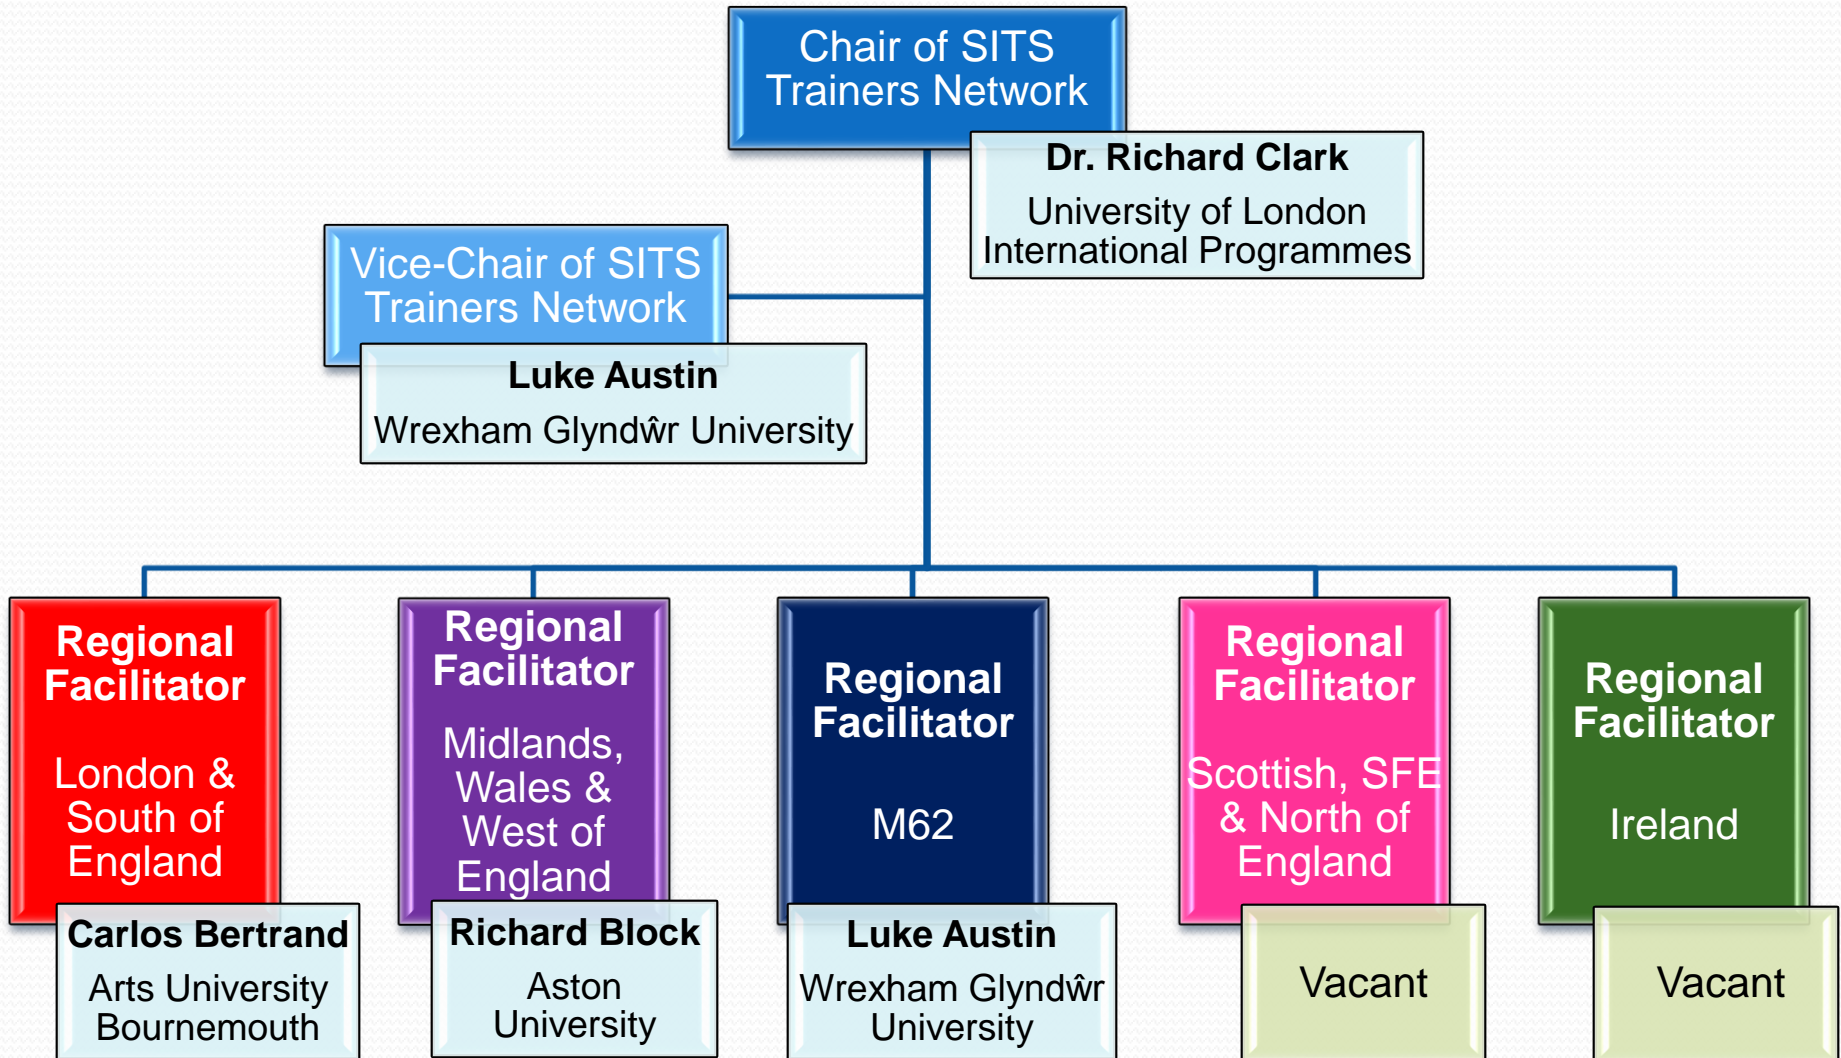 Chair of SITS
Trainers Network
Dr. Richard Clark
University of London
International Programmes
Vice-Chair of SITS
Trainers Network
Luke Austin
Wrexham Glyndŵr University
Regional
Facilitator
London &
South of
England
Carlos Bertrand
Arts University
Bournemouth
Regional
Facilitator
Midlands,
Wales &
West of
England
Richard Block
Aston
University
Regional
Facilitator
M62
Luke Austin
Wrexham Glyndŵr
University
Regional
Facilitator
Scottish, SFE
& North of
England
Vacant
Regional
Facilitator
Ireland
Vacant